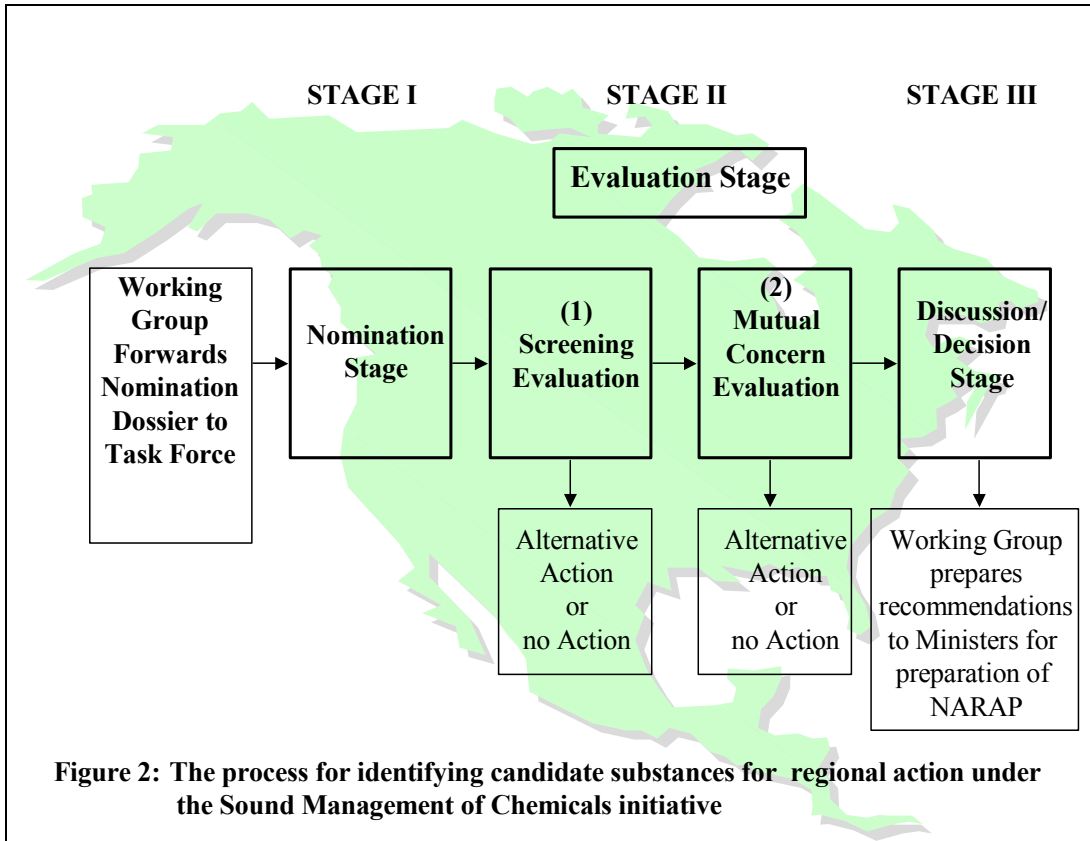 STAGE I
STAGE II
STAGE III
Evaluation Stage
Working
Group
Forwards
Nomination
Dossier to
Task Force
Nomination
Stage
(1)
Screening
Evaluation
(2)
Mutual
Concern
Evaluation
Discussion/
Decision
Stage
Alternative
Action
or
no Action
Alternative
Action
or
no Action
Working Group
prepares
recommendations
to Ministers for
preparation of
NARAP
Figure 2: The process for identifying candidate substances for regional action under
the Sound Management of Chemicals initiative